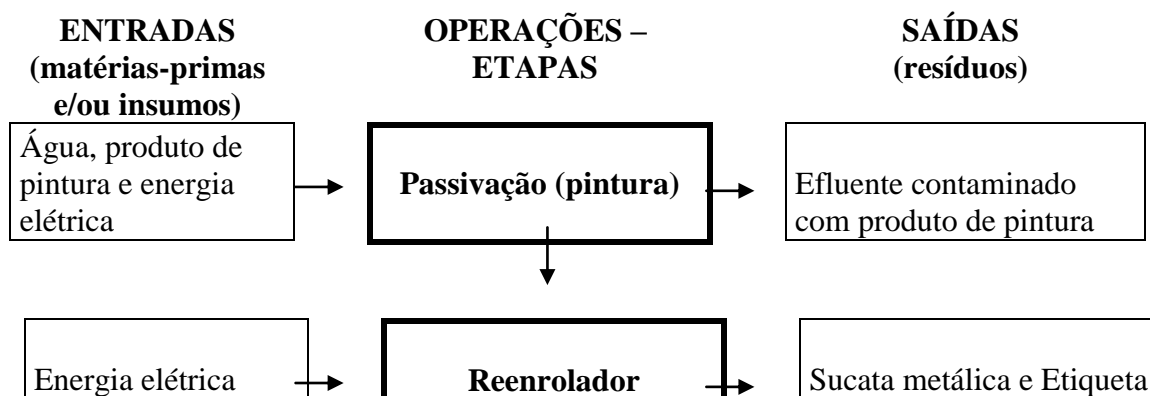 ENTRADAS
(matérias-primas
e/ou insumos)
OPERAÇÕES –
ETAPAS
SAÍDAS
(resíduos)
Água, produto de
pintura e energia
elétrica
Passivação (pintura)
Efluente contaminado
com produto de pintura
Energia elétrica
Reenrolador
Sucata metálica e Etiqueta